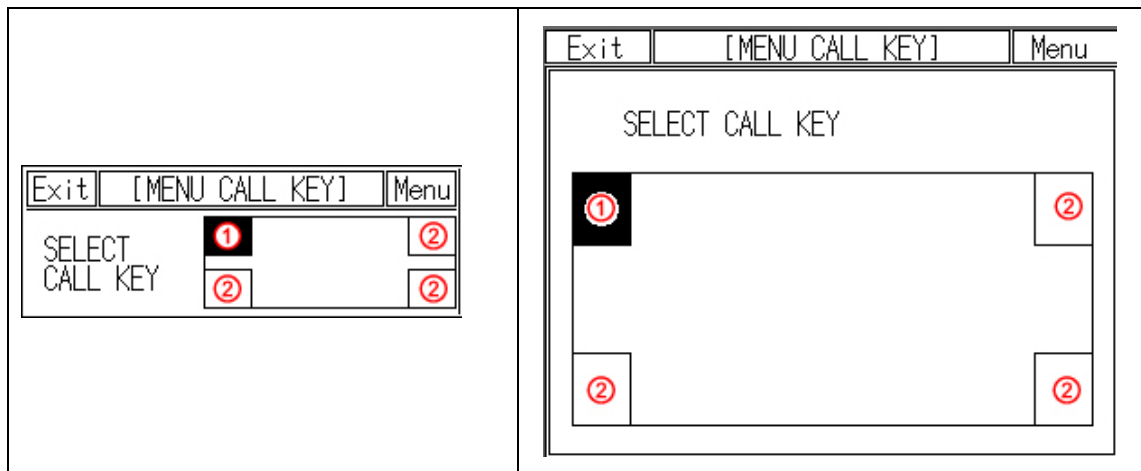 Exit [MENU CALL KEY] Menu
SELECT
CALL KEY
① ②
② ②
Exit [MENU CALL KEY] Menu
SELECT CALL KEY
① ②
② ②